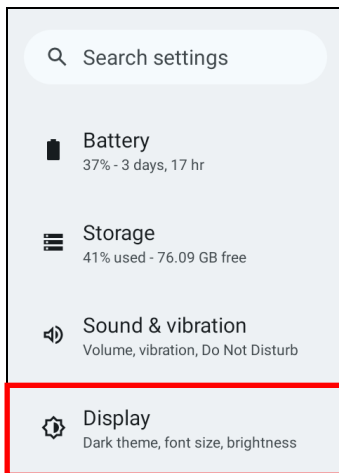 Search settings
Battery
37% - 3 days, 17 hr
Storage
41% used - 76.09 GB free
Sound & vibration
Volume, vibration, Do Not Disturb
Display
Dark theme, font size, brightness